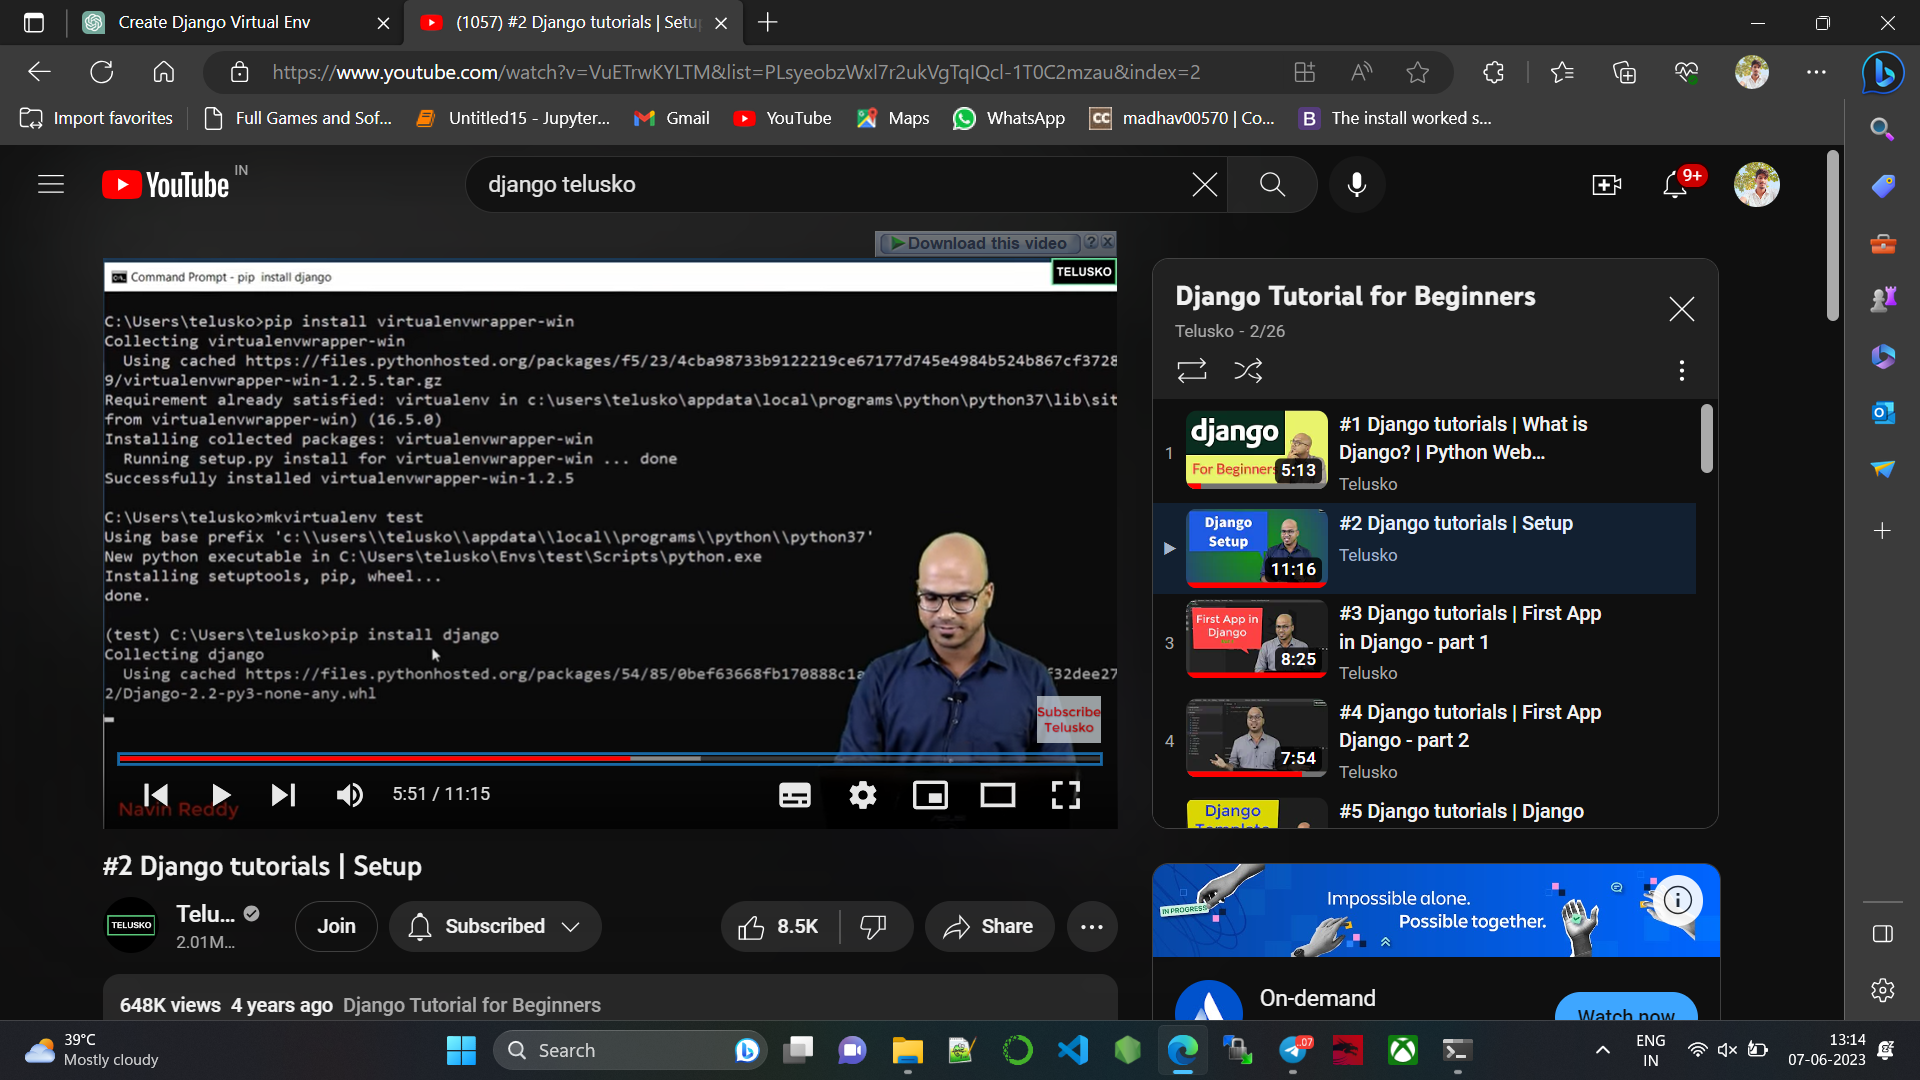 Create Django Virtual Env
(1057) #2 Django tutorials | Setu
https://www.youtube.com/watch?v=VuETrwKYLTM&list=PLsyeobzWxl7r2ukVgTqIQcl-1T0C2mzau&index=2
Import favorites
Full Games and Sof...
Untitled15 - Jupyter...
Gmail
YouTube
Maps
WhatsApp
CC
madhav00570 | Co...
B
The install worked s...
YouTube IN
django telusko
9+
Download this video
?
Command Prompt - pip install django
TELUSKO
C:\Users\telusko>pip install virtualenvwrapper-win
Collecting virtualenvwrapper-win
Using cached https://files.pythonhosted.org/packages/f5/23/4cba98733b9122219ce67177d745e4984b524b867cf3728
9/virtualenvwrapper-win-1.2.5.tar.gz
Requirement already satisfied: virtualenv in c:\users\telusko\appdata\local\programs\python\python37\lib\sit
from virtualenvwrapper-win) (16.5.0)
Installing collected packages: virtualenvwrapper-win
Running setup.py install for virtualenvwrapper-win ... done
Successfully installed virtualenvwrapper-win-1.2.5
C:\Users\telusko>mkvirtualenv test
Using base prefix 'c:\\users\\telusko\\appdata\\local\\programs\\python\\python37'
New python executable in C:\Users\telusko\Envs\test\Scripts\python.exe
Installing setuptools, pip, wheel...
done.
(test) C:\Users\telusko>pip install django
Collecting django
Using cached https://files.pythonhosted.org/packages/54/85/0bef63668fb170888c1a f32dee27
2/Django-2.2-py3-none-any.whl
Subscribe
Telusko
5:51 / 11:15
Navin Reddy
Django Tutorial for Beginners
Telusko - 2/26
1
django
For Beginners
5:13
#1 Django tutorials | What is
Django? | Python Web...
Telusko
Django
Setup
11:16
#2 Django tutorials | Setup
Telusko
3
First App in
Django
8:25
#3 Django tutorials | First App
in Django - part 1
Telusko
4
7:54
#4 Django tutorials | First App
Django - part 2
Telusko
Django
Template
#5 Django tutorials | Django
#2 Django tutorials | Setup
TELUSKO
Telu...
2.01M...
Join
Subscribed
8.5K
Share
648K views 4 years ago Django Tutorial for Beginners
IN PROGRESS
Impossible alone.
Possible together.
On-demand
Watch now
39°C
Mostly cloudy
Search
.07
ENG
IN
13:14
07-06-2023